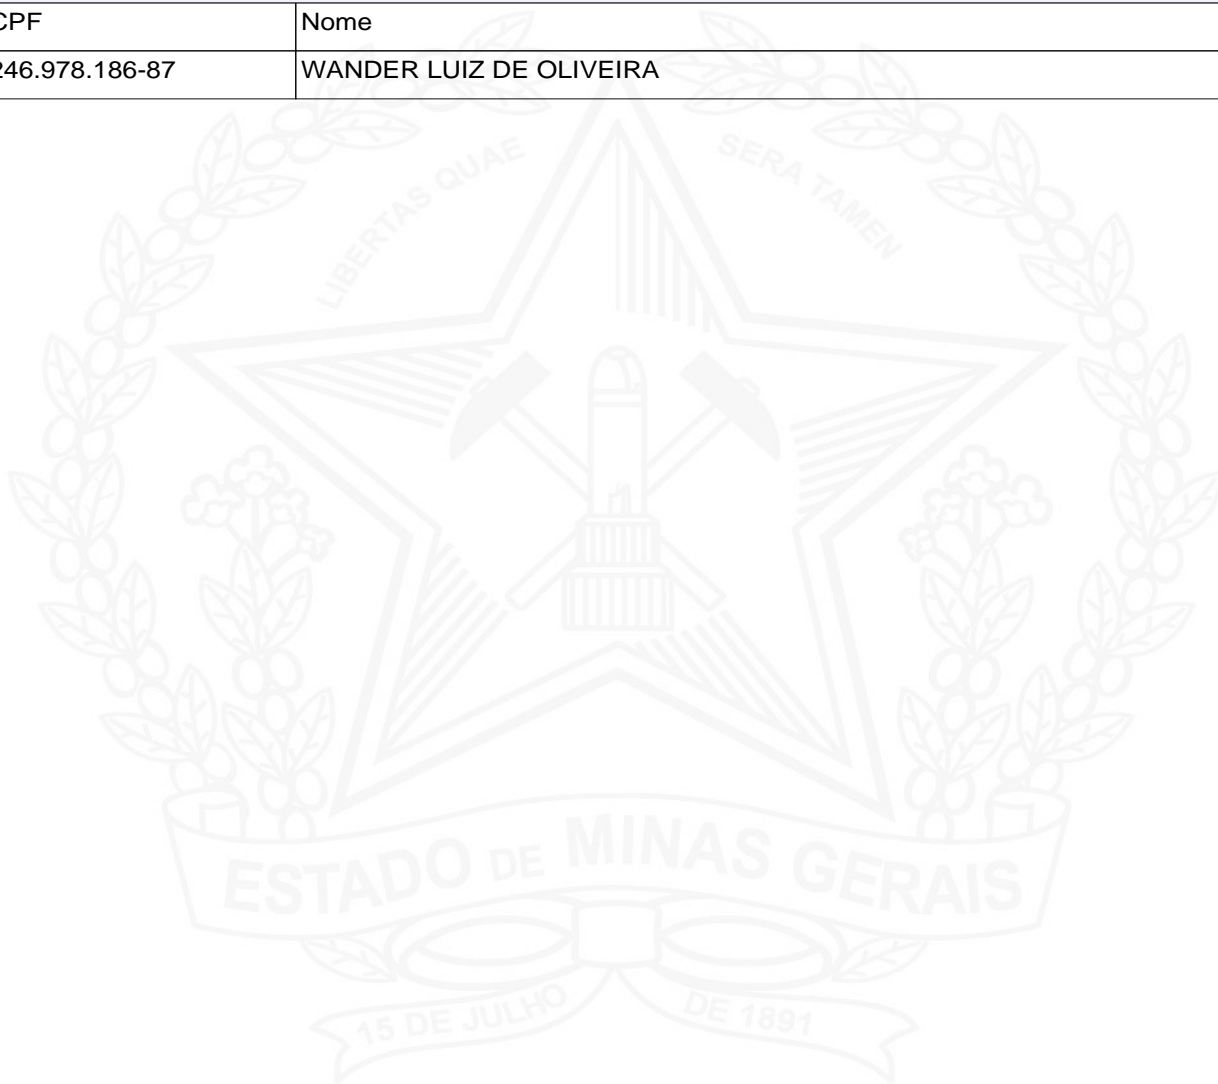 CPF Nome
246.978.186-87 WANDER LUIZ DE OLIVEIRA
LIBERTAS QUAE SERA TAMEN
ESTADO DE MINAS GERAIS
15 DE JULHO DE 1891